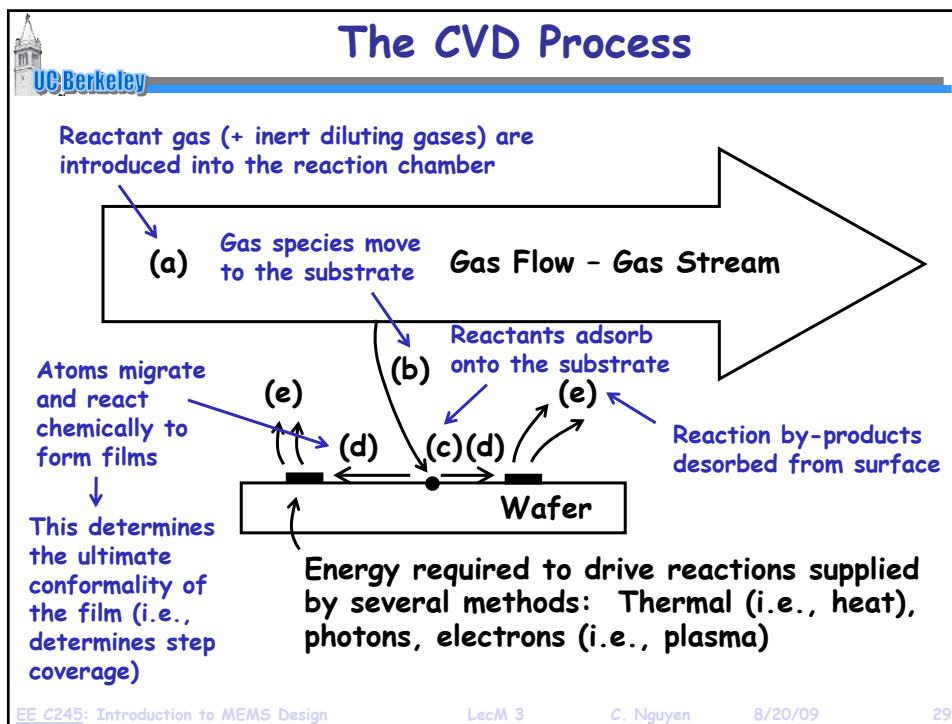 The CVD Process
UC Berkeley
Reactant gas (+ inert diluting gases) are
introduced into the reaction chamber
(a)
Gas species move
to the substrate
Gas Flow – Gas Stream
(b)
Reactants adsorb
onto the substrate
Atoms migrate
and react
chemically to
form films
(e)
(e)
(d)
(c)
(d)
Reaction by-products
desorbed from surface
Wafer
This determines
the ultimate
conformality of
the film (i.e.,
determines step
coverage)
Energy required to drive reactions supplied
by several methods: Thermal (i.e., heat),
photons, electrons (i.e., plasma)
EE C245: Introduction to MEMS Design LecM 3 C. Nguyen 8/20/09 29